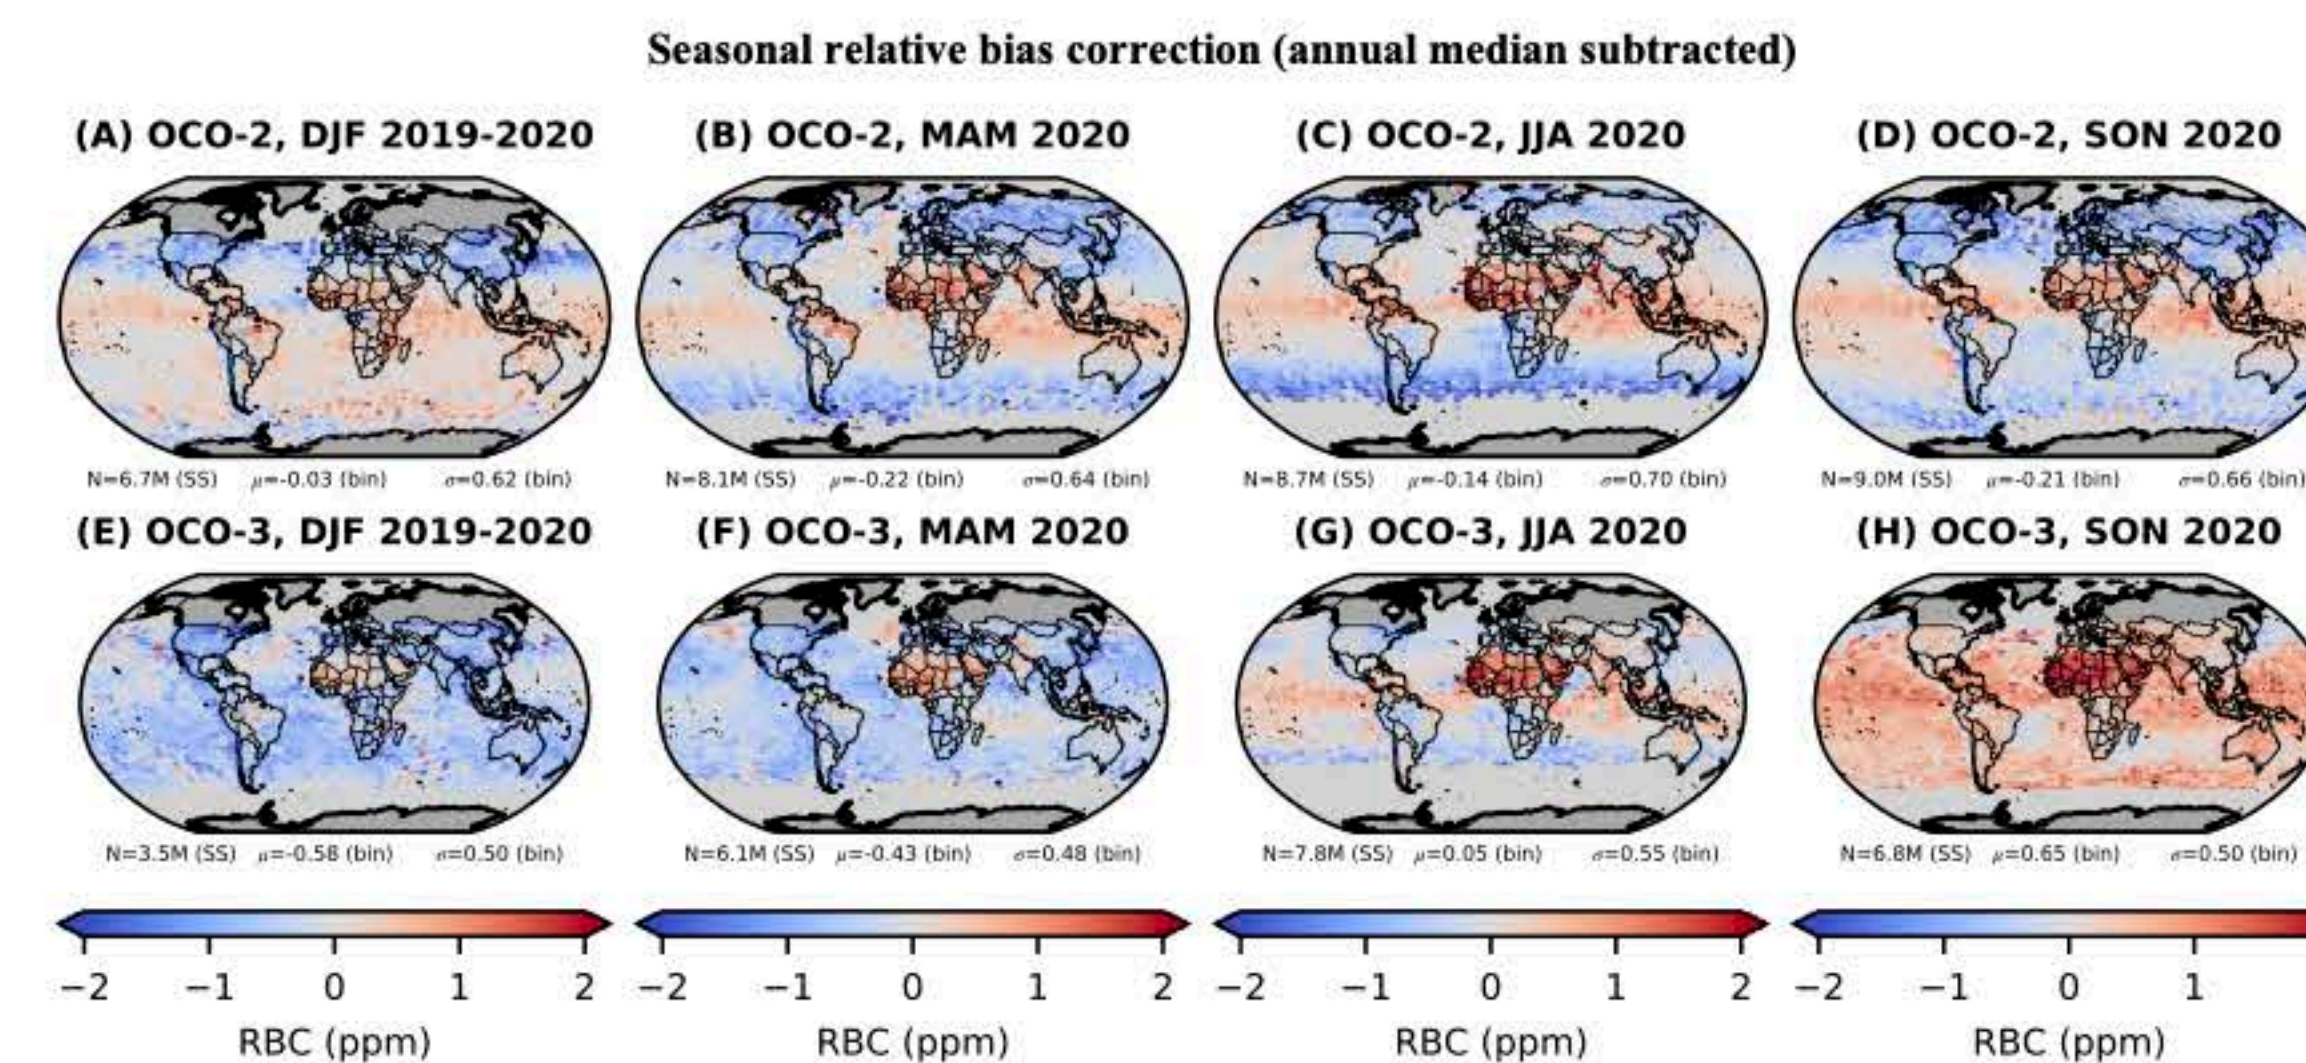 Seasonal relative bias correction (annual median subtracted)
(A) OCO-2, DJF 2019-2020 (B) OCO-2, MAM 2020 (C) OCO-2, JJA 2020 (D) OCO-2, SON 2020
N=6.7M (SS) μ=-0.03 (bin) σ=0.62 (bin) N=8.1M (SS) μ=-0.22 (bin) σ=0.64 (bin) N=8.7M (SS) μ=-0.14 (bin) σ=0.70 (bin) N=9.0M (SS) μ=-0.21 (bin) σ=0.66 (bin)
(E) OCO-3, DJF 2019-2020 (F) OCO-3, MAM 2020 (G) OCO-3, JJA 2020 (H) OCO-3, SON 2020
N=3.5M (SS) μ=-0.58 (bin) σ=0.50 (bin) N=6.1M (SS) μ=-0.43 (bin) σ=0.48 (bin) N=7.8M (SS) μ=0.05 (bin) σ=0.55 (bin) N=6.8M (SS) μ=0.65 (bin) σ=0.50 (bin)
−2 −1 0 1 2 −2 −1 0 1 2 −2 −1 0 1 2 −2 −1 0 1
RBC (ppm) RBC (ppm) RBC (ppm) RBC (ppm)